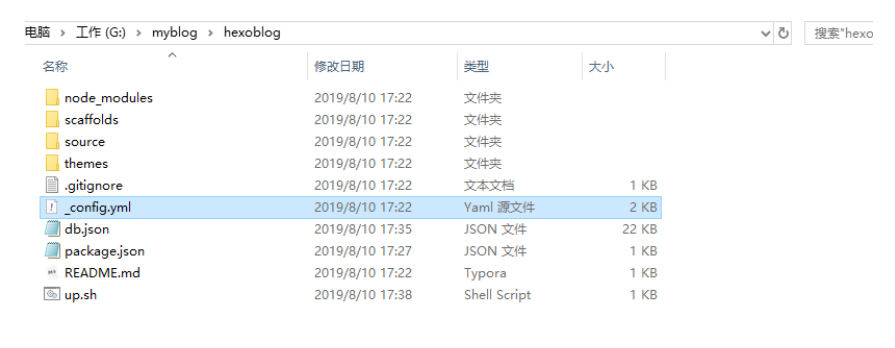 电脑 > 工作 (G:) > myblog > hexoblog 搜索"hexo
名称 修改日期 类型 大小
node_modules 2019/8/10 17:22 文件夹
scaffolds 2019/8/10 17:22 文件夹
source 2019/8/10 17:22 文件夹
themes 2019/8/10 17:22 文件夹
.gitignore 2019/8/10 17:22 文本文档 1 KB
_config.yml 2019/8/10 17:22 Yaml 源文件 2 KB
db.json 2019/8/10 17:35 JSON 文件 22 KB
package.json 2019/8/10 17:27 JSON 文件 1 KB
README.md 2019/8/10 17:22 Typora 1 KB
up.sh 2019/8/10 17:38 Shell Script 1 KB